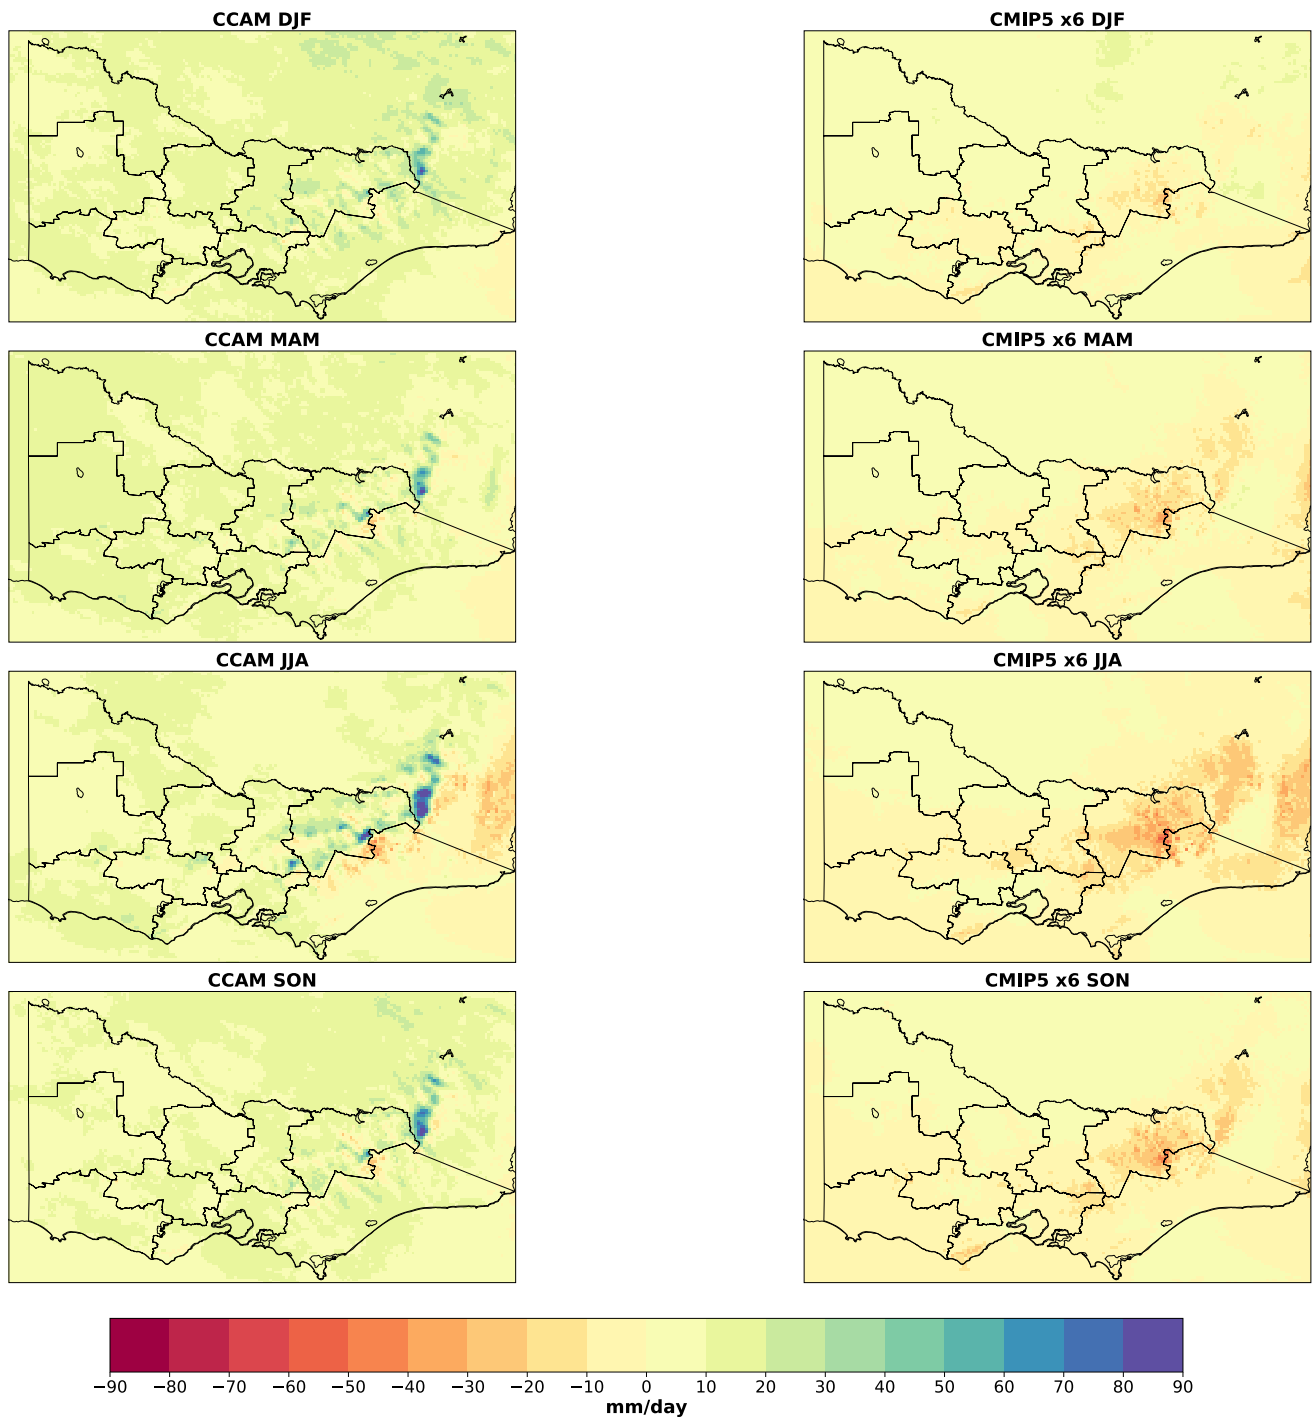 CCAM DJF
CMIP5 x6 DJF
CCAM MAM
CMIP5 x6 MAM
CCAM JJA
CMIP5 x6 JJA
CCAM SON
CMIP5 x6 SON
−90 −80 −70 −60 −50 −40 −30 −20 −10 0 10 20 30 40 50 60 70 80 90
mm/day